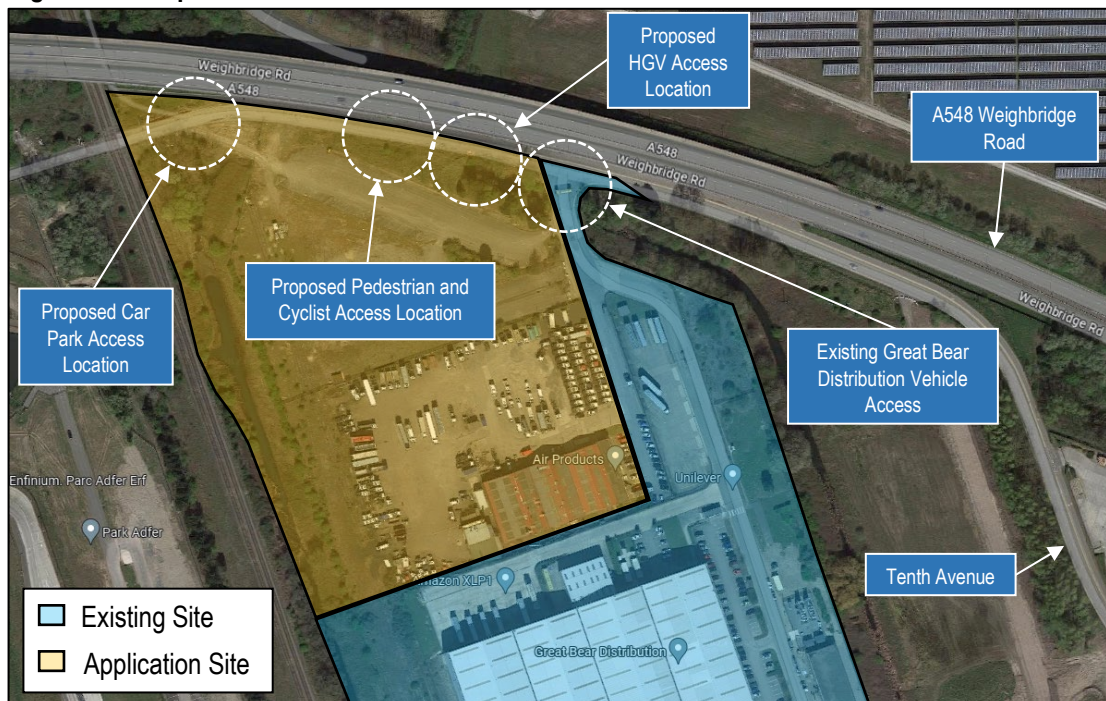 Weighbridge Rd
A548
Proposed
HGV Access
Location
A548 Weighbridge
Road
A548
Weighbridge Rd
Proposed Car
Park Access
Location
Proposed Pedestrian and
Cyclist Access Location
Weighbridge Rd
Existing Great Bear
Distribution Vehicle
Access
Air Products
Unilever
Enfinium. Parc Adfer Erf
Park Adfer
Amazon XLP1
Tenth Avenue
Great Bear Distribution
Existing Site
Application Site